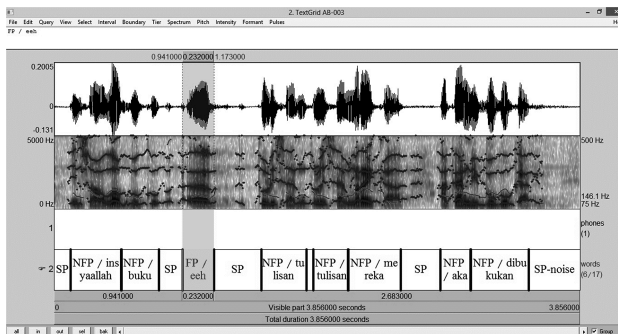 2. TextGrid AB-003
File Edit Query View Select Interval Boundary Tier Spectrum Pitch Intensity Formant Pulses
FP / eeh
0.941000 0.232000 1.173000
0.2005
0
-0.131
5000 Hz 500 Hz
146.1 Hz
0 Hz 75 Hz
1 phones
(1)
2 SP NFP / ins yaallah NFP / buku SP FP / eeh SP NFP / tu lisan NFP / tulisan NFP / me reka SP NFP / aka NFP / dibu kukan SP-noise words
(6/17)
0.941000 0.232000 2.683000
0 Visible part 3.856000 seconds 3.856000
Total duration 3.856000 seconds
all in out sel bak Group